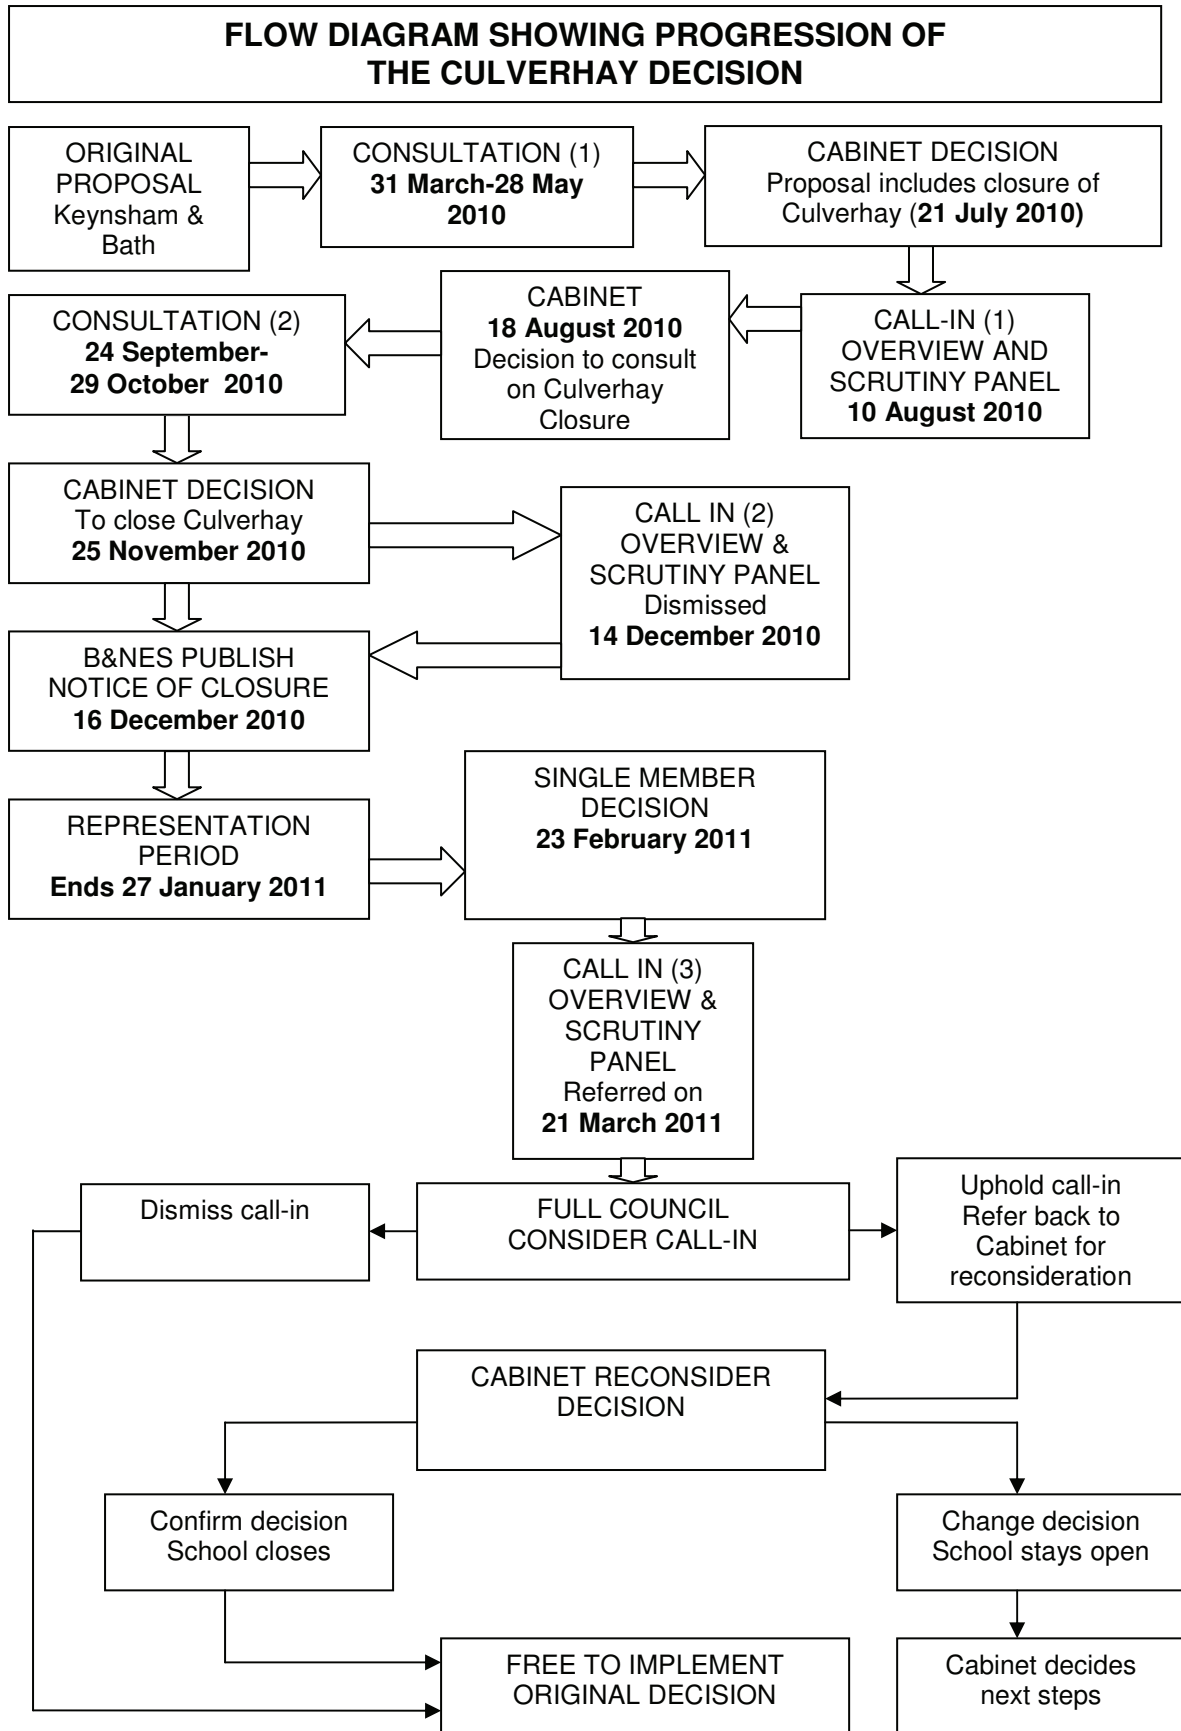 FLOW DIAGRAM SHOWING PROGRESSION OF
THE CULVERHAY DECISION
ORIGINAL
PROPOSAL
Keynsham &
Bath
CONSULTATION (1)
31 March-28 May
2010
CABINET DECISION
Proposal includes closure of
Culverhay (21 July 2010)
CALL-IN (1)
OVERVIEW AND
SCRUTINY PANEL
10 August 2010
CABINET
18 August 2010
Decision to consult
on Culverhay
Closure
CONSULTATION (2)
24 September-
29 October  2010
CABINET DECISION
To close Culverhay
25 November 2010
CALL IN (2)
OVERVIEW &
SCRUTINY PANEL
Dismissed
14 December 2010
B&NES PUBLISH
NOTICE OF CLOSURE
16 December 2010
REPRESENTATION
PERIOD
Ends 27 January 2011
SINGLE MEMBER
DECISION
23 February 2011
CALL IN (3)
OVERVIEW &
SCRUTINY
PANEL
Referred on
21 March 2011
FULL COUNCIL
CONSIDER CALL-IN
Dismiss call-in
Uphold call-in
Refer back to
Cabinet for
reconsideration
CABINET RECONSIDER
DECISION
Confirm decision
School closes
Change decision
School stays open
FREE TO IMPLEMENT
ORIGINAL DECISION
Cabinet decides
next steps